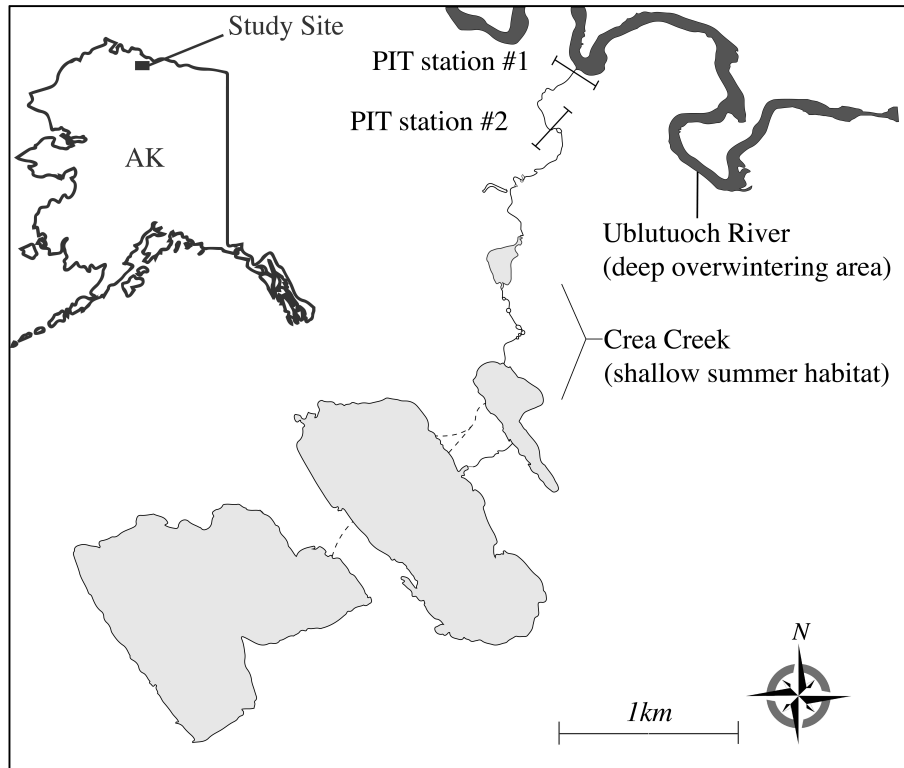 Study Site
AK
PIT station #1
PIT station #2
Ublutuoch River
(deep overwintering area)
Crea Creek
(shallow summer habitat)
N
1km